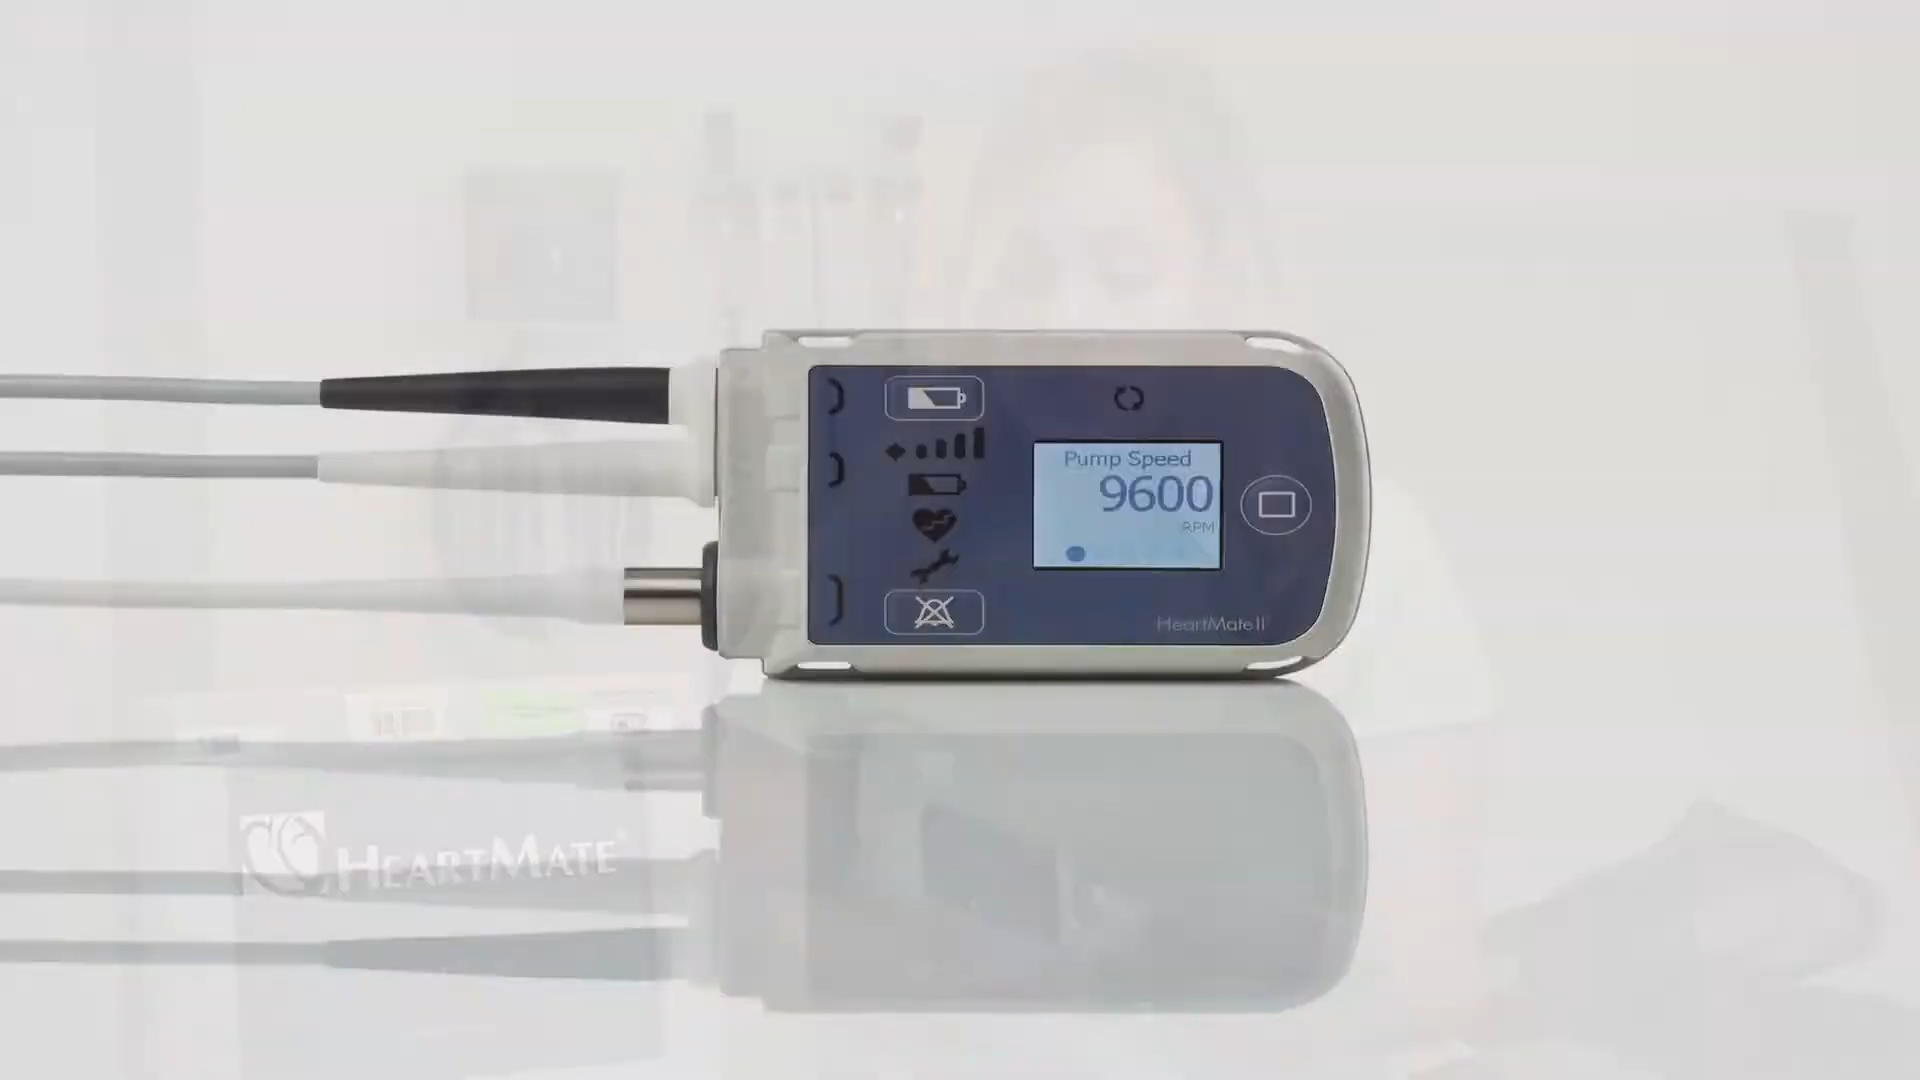 Pump Speed
9600
RPM
HeartMate II
HEARTMATE®